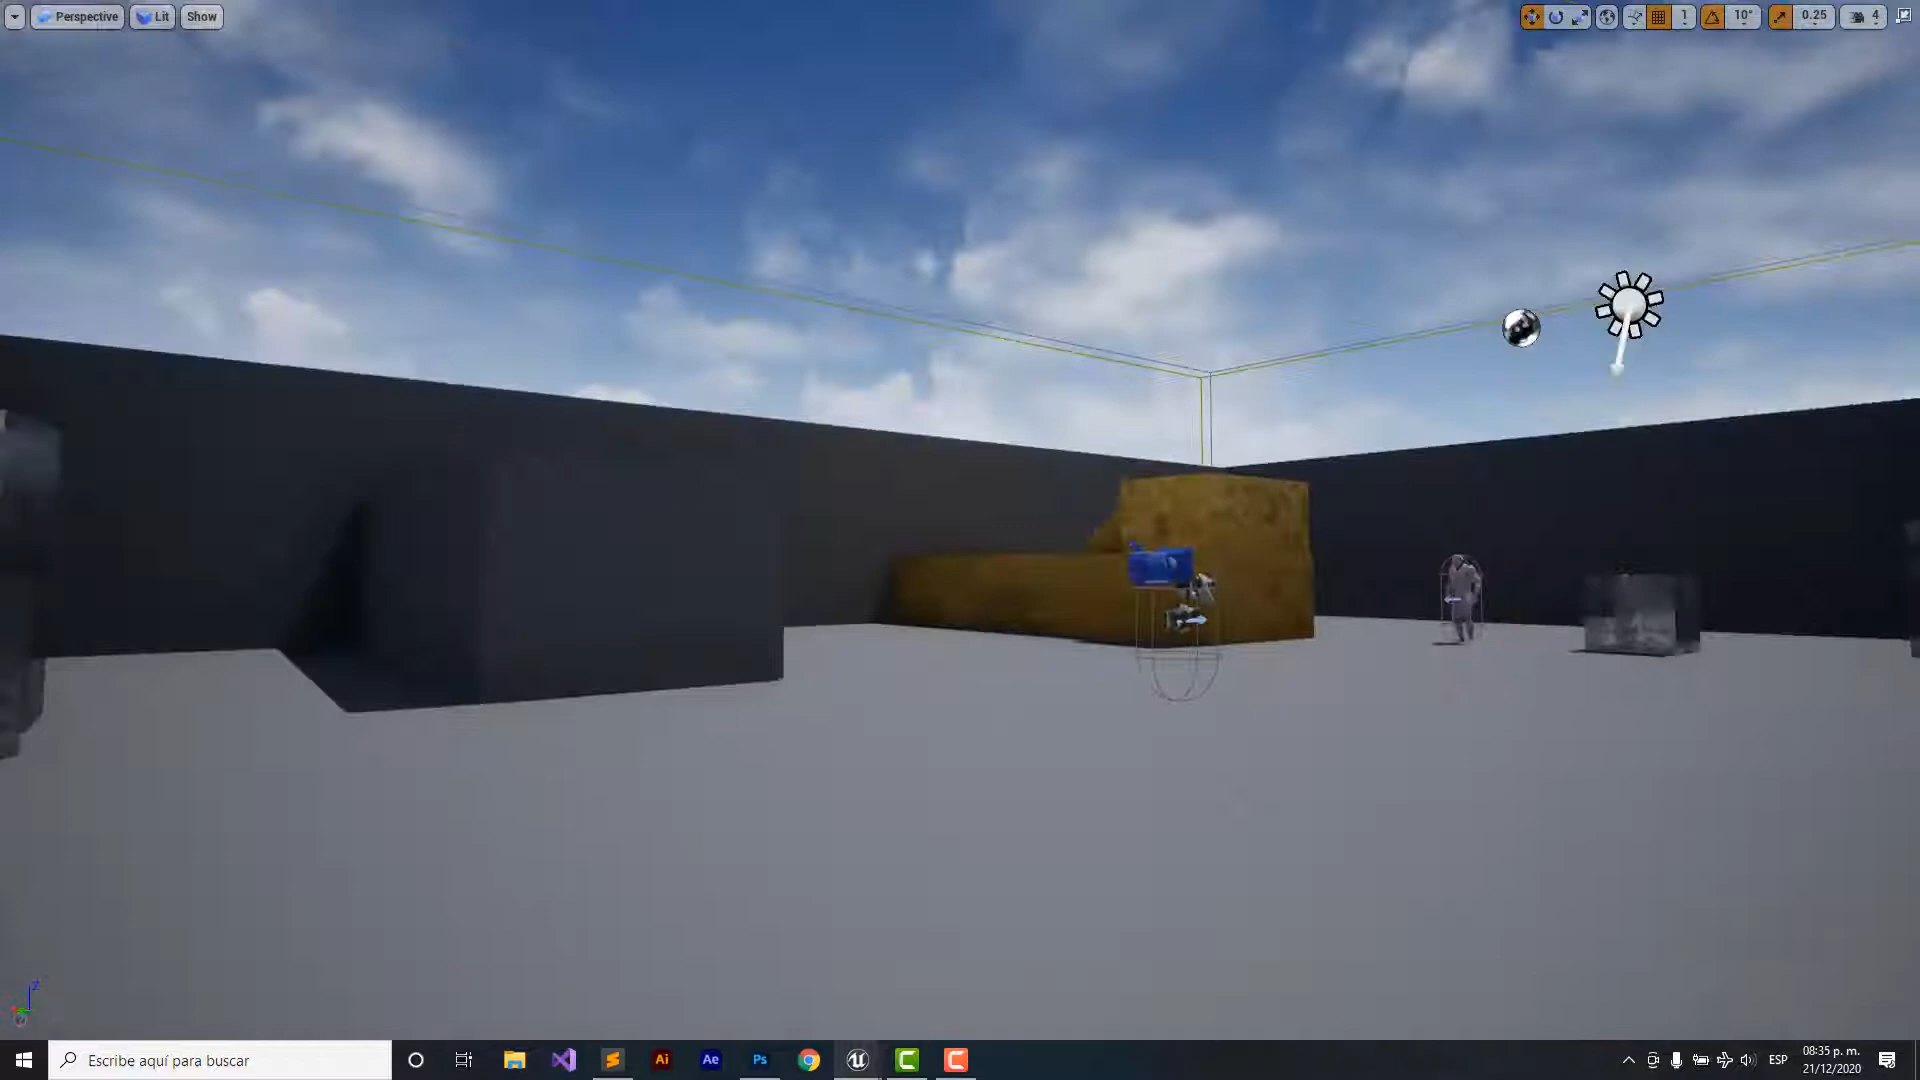 Perspective Lit Show
1 10° 0.25 4
Z
Escribe aquí para buscar
Ai Ae Ps
ESP
08:35 p. m.
21/12/2020